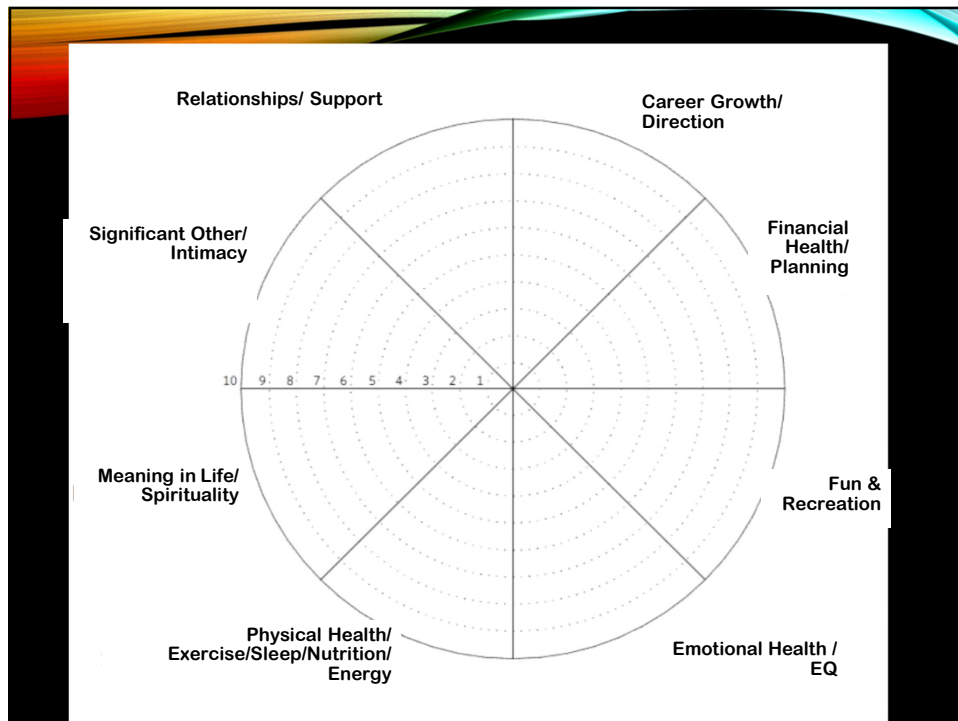 Relationships/ Support
Career Growth/
Direction
Significant Other/
Intimacy
Financial
Health/
Planning
10 9 8 7 6 5 4 3 2 1
Meaning in Life/
Spirituality
Fun &
Recreation
Physical Health/
Exercise/Sleep/Nutrition/
Energy
Emotional Health /
EQ